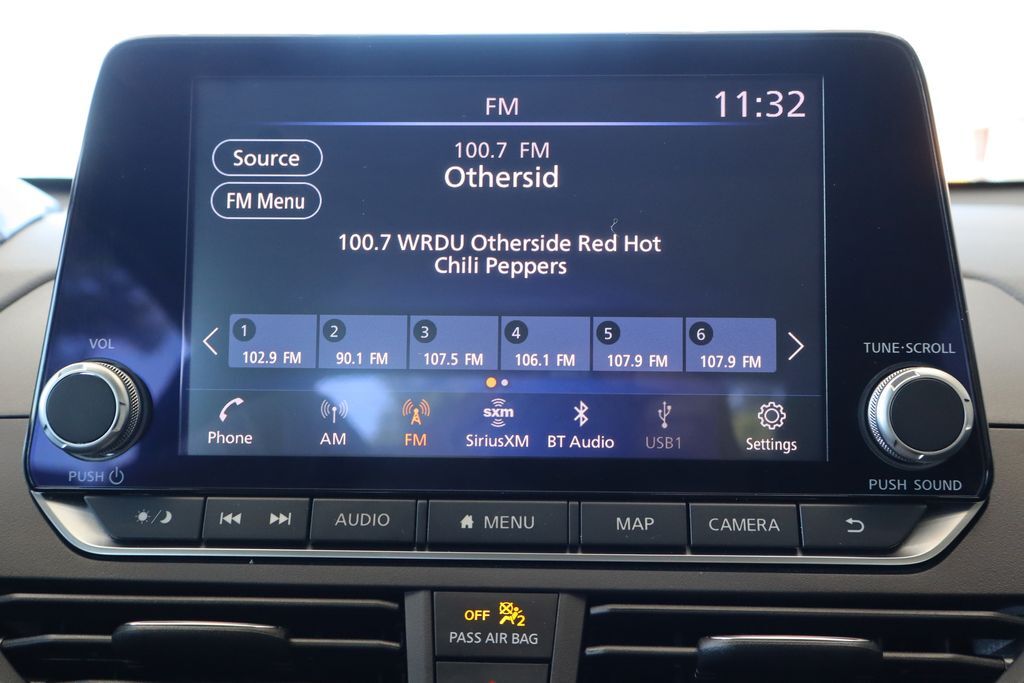 FM
11:32
Source
100.7 FM
Othersid
FM Menu
100.7 WRDU Otherside Red Hot
Chili Peppers
1
2
3
4
5
6
102.9 FM
90.1 FM
107.5 FM
106.1 FM
107.9 FM
107.9 FM
VOL
TUNE·SCROLL
Phone
AM
FM
sxm
SiriusXM
BT Audio
USB1
Settings
PUSH
PUSH SOUND
AUDIO
MENU
MAP
CAMERA
OFF
2
PASS AIR BAG